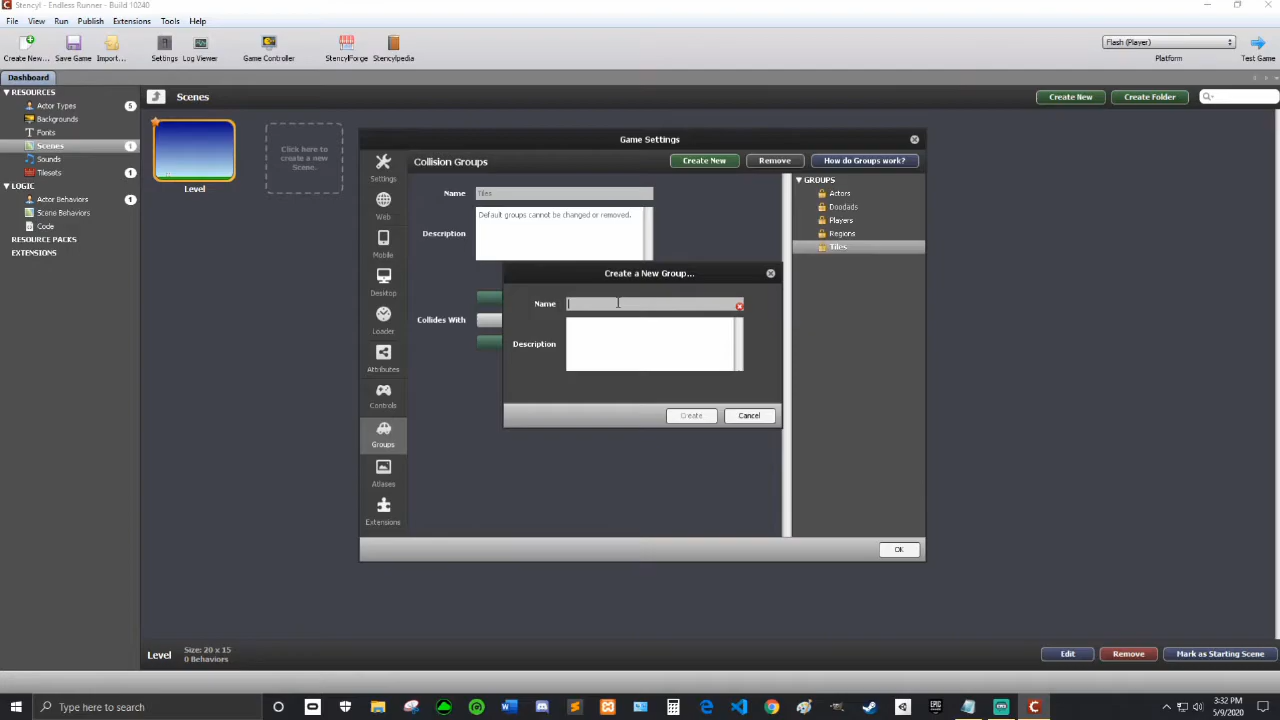 Stencyl - Endless Runner - Build 10240
File View Run Publish Extensions Tools Help
Create New... Save Game Import... Settings Log Viewer Game Controller StencylForge Stencylpedia
Flash (Player)
Platform
Test Game
Dashboard
RESOURCES
Actor Types 5
Backgrounds
Fonts
Scenes 1
Sounds
Tilesets 1
LOGIC
Actor Behaviors 1
Scene Behaviors
Code
RESOURCE PACKS
EXTENSIONS
Scenes
Create New
Create Folder
Level
Click here to
create a new
Scene.
Game Settings
Settings
Web
Mobile
Desktop
Loader
Attributes
Controls
Groups
Atlases
Extensions
Collision Groups
Create New
Remove
How do Groups work?
Name Tiles
Description Default groups cannot be changed or removed.
Collides With
GROUPS
Actors
Doodads
Players
Regions
Tiles
Create a New Group...
Name
Description
Create
Cancel
OK
Level
Size: 20 x 15
0 Behaviors
Edit
Remove
Mark as Starting Scene
Type here to search
3:32 PM
5/9/2020